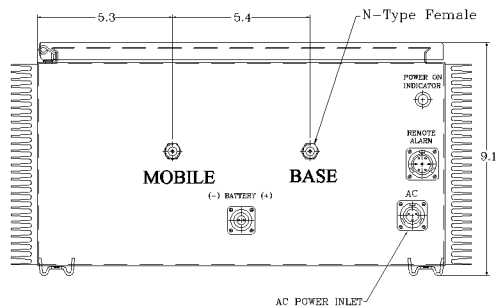 5.3
5.4
N-Type Female
POWER ON
INDICATOR
REMOTE
ALARM
9.1
MOBILE
BASE
(-) BATTERY (+)
AC
AC POWER INLET